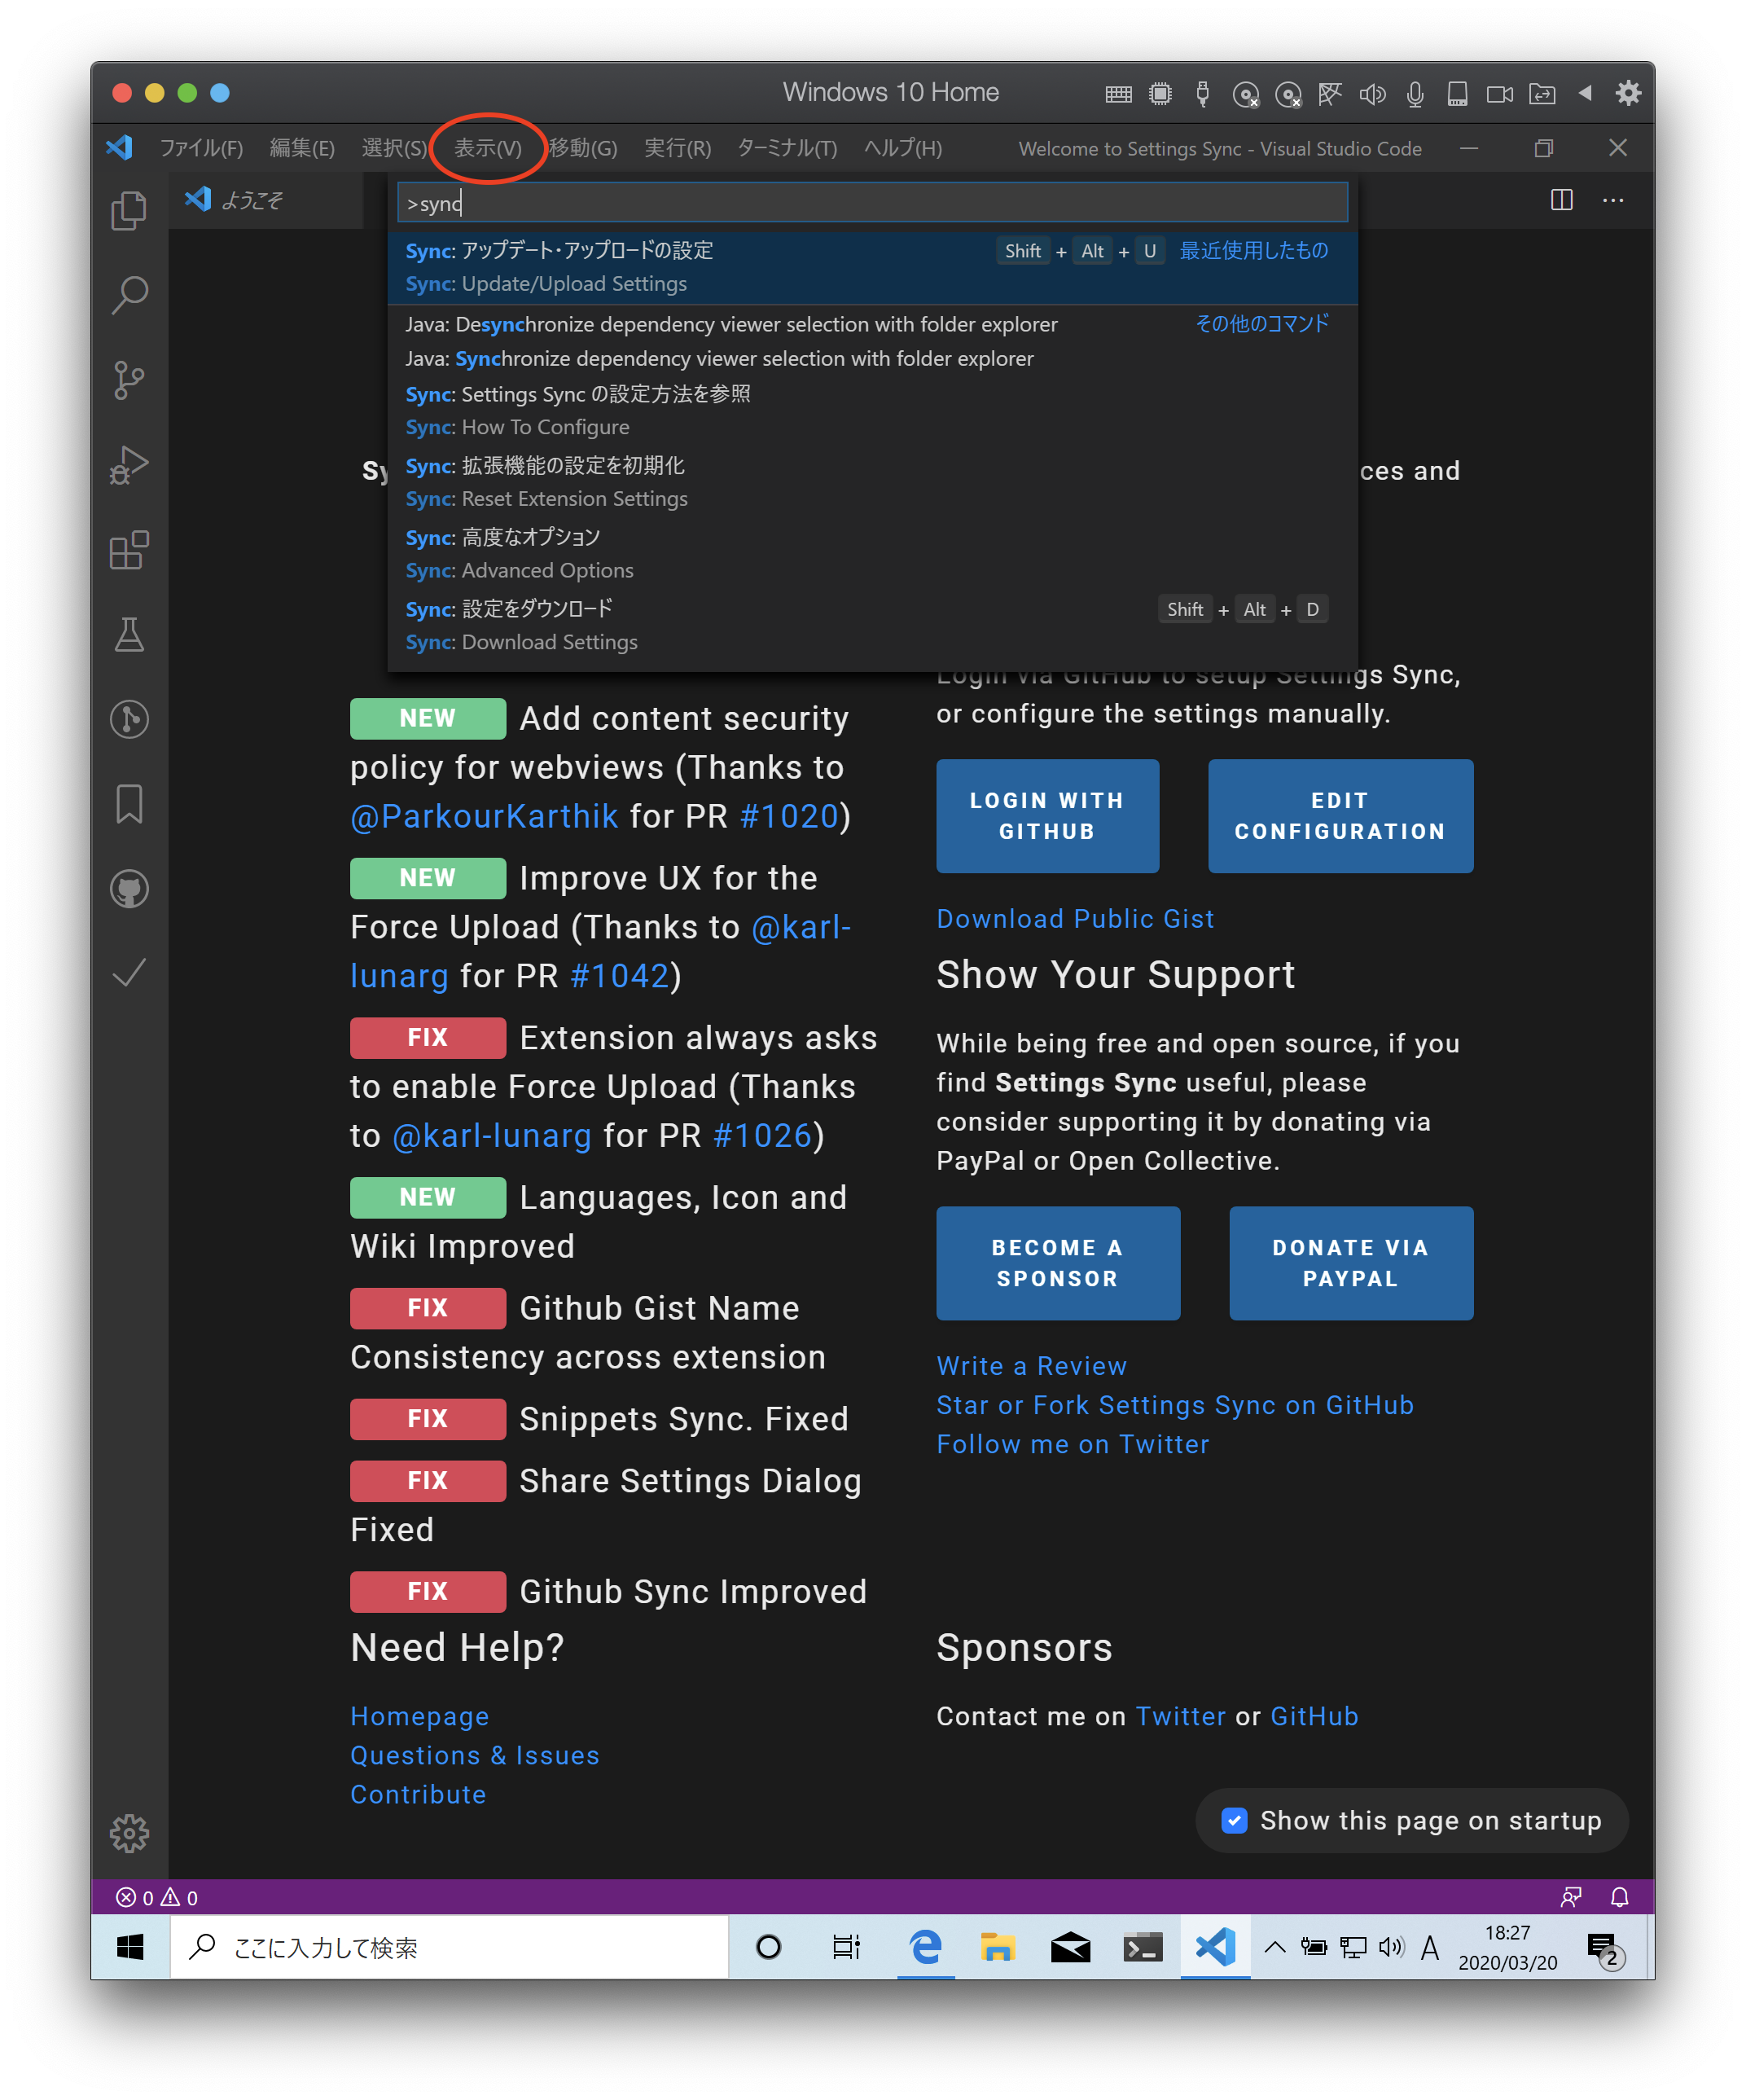 Windows 10 Home
ファイル(F) 編集(E) 選択(S) 表示(V) 移動(G) 実行(R) ターミナル(T) ヘルプ(H) Welcome to Settings Sync - Visual Studio Code
ようこそ
>sync
Sync: アップデート・アップロードの設定 Shift + Alt + U 最近使用したもの
Sync: Update/Upload Settings
Java: Desynchronize dependency viewer selection with folder explorer その他のコマンド
Java: Synchronize dependency viewer selection with folder explorer
Sync: Settings Sync の設定方法を参照
Sync: How To Configure
Sync: 拡張機能の設定を初期化
Sync: Reset Extension Settings
Sync: 高度なオプション
Sync: Advanced Options
Sync: 設定をダウンロード Shift + Alt + D
Sync: Download Settings
ces and
NEW Add content security
policy for webviews (Thanks to
@ParkourKarthik for PR #1020)
NEW Improve UX for the
Force Upload (Thanks to @karl-
lunarg for PR #1042)
FIX Extension always asks
to enable Force Upload (Thanks
to @karl-lunarg for PR #1026)
NEW Languages, Icon and
Wiki Improved
FIX Github Gist Name
Consistency across extension
FIX Snippets Sync. Fixed
FIX Share Settings Dialog
Fixed
FIX Github Sync Improved
Login via GitHub to setup Settings Sync,
or configure the settings manually.
LOGIN WITH
GITHUB
EDIT
CONFIGURATION
Download Public Gist
Show Your Support
While being free and open source, if you
find Settings Sync useful, please
consider supporting it by donating via
PayPal or Open Collective.
BECOME A
SPONSOR
DONATE VIA
PAYPAL
Write a Review
Star or Fork Settings Sync on GitHub
Follow me on Twitter
Need Help?
Homepage
Questions & Issues
Contribute
Sponsors
Contact me on Twitter or GitHub
Show this page on startup
0 0
ここに入力して検索
A
18:27
2020/03/20
2